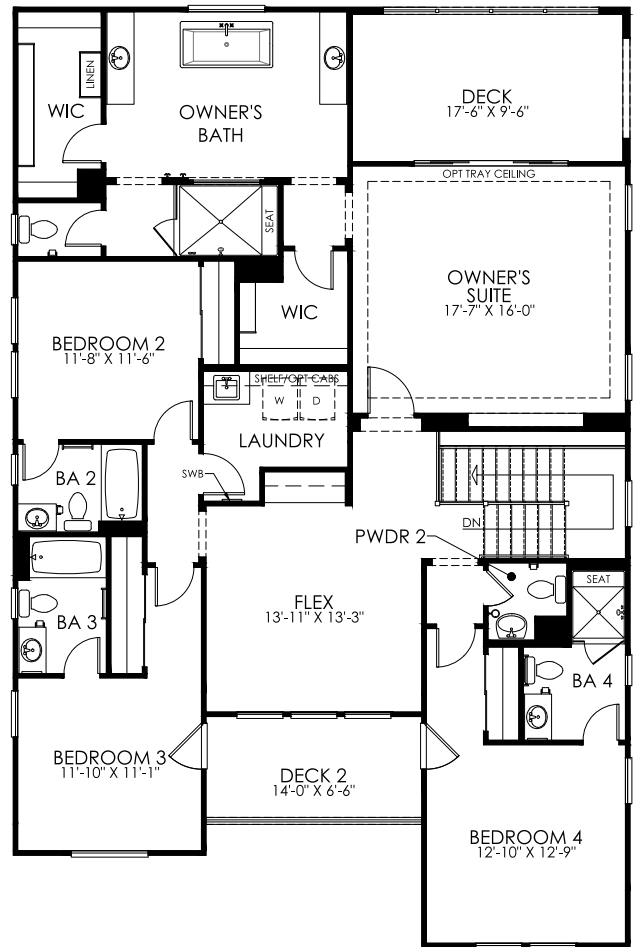 LINEN
WIC
OWNER'S
BATH
DECK
17'-6" X 9'-6"
OPT TRAY CEILING
SEAT
OWNER'S
SUITE
17'-7" X 16'-0"
WIC
BEDROOM 2
11'-8" X 11'-6"
SHELF/OPT CABS
W
D
LAUNDRY
BA 2
SWB
DN
PWDR 2
FLEX
13'-11" X 13'-3"
BA 3
SEAT
BA 4
BEDROOM 3
11'-10" X 11'-1"
DECK 2
14'-0" X 6'-6"
BEDROOM 4
12'-10" X 12'-9"